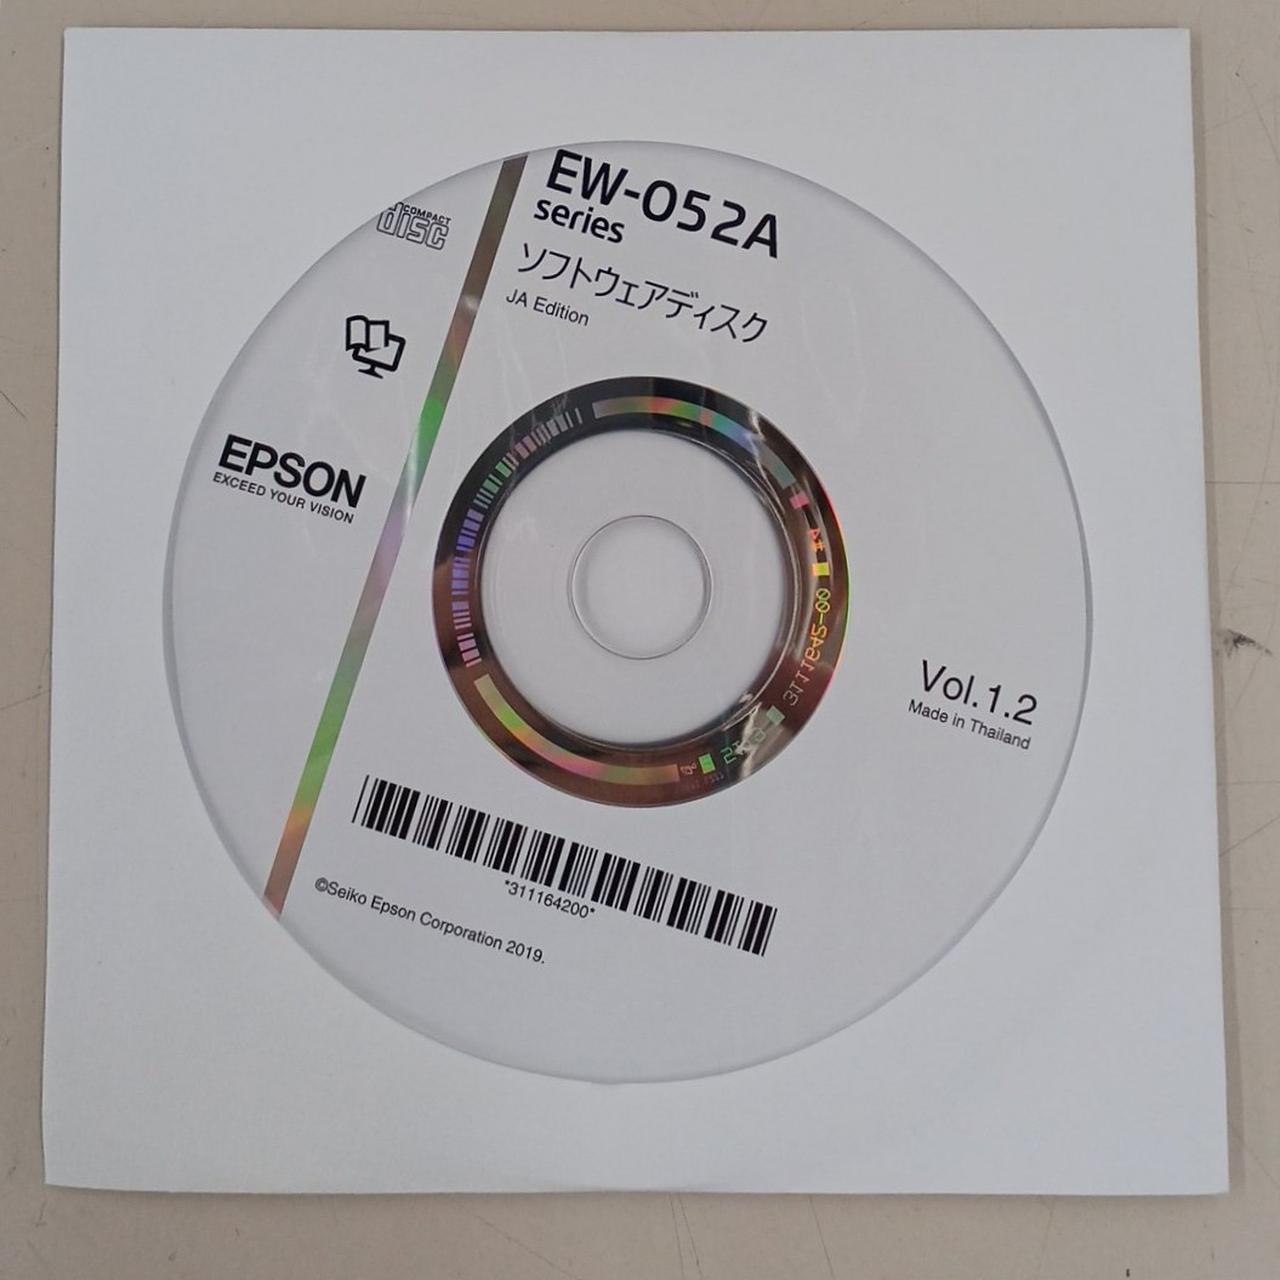 EW-052A
series
ソフトウェアディスク
JA Edition
COMPACT
disc
EPSON
EXCEED YOUR VISION
Vol.1.2
Made in Thailand
*311164200*
©Seiko Epson Corporation 2019.